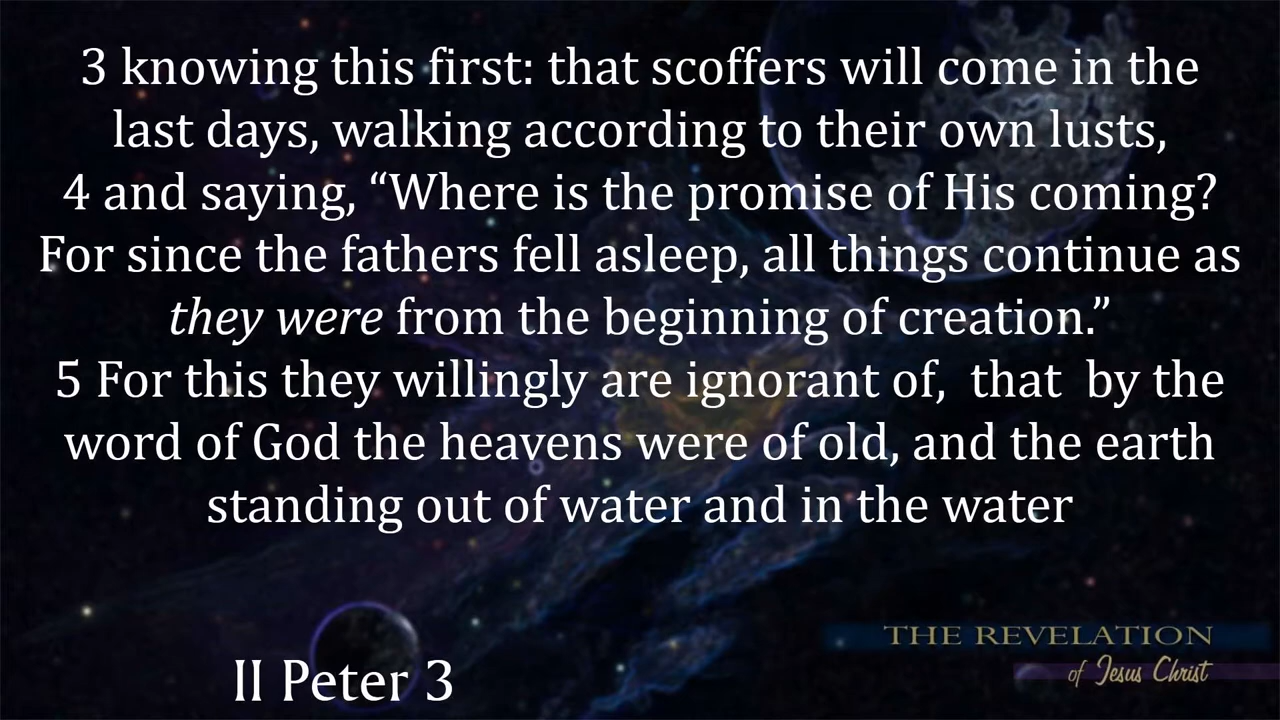 3 knowing this first: that scoffers will come in the
last days, walking according to their own lusts,
4 and saying, “Where is the promise of His coming?
For since the fathers fell asleep, all things continue as
they were from the beginning of creation.”
5 For this they willingly are ignorant of,  that  by the
word of God the heavens were of old, and the earth
standing out of water and in the water
THE REVELATION
of Jesus Christ
II Peter 3